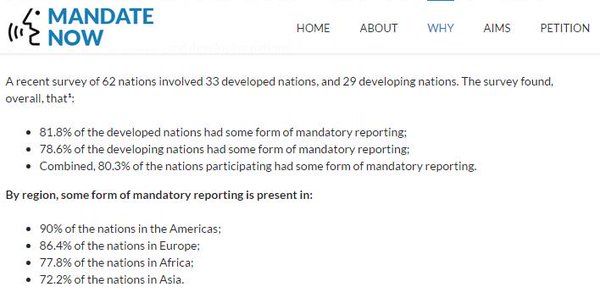 MANDATE
NOW
HOME ABOUT WHY AIMS PETITION
A recent survey of 62 nations involved 33 developed nations, and 29 developing nations. The survey found,
overall, that¹:
• 81.8% of the developed nations had some form of mandatory reporting;
• 78.6% of the developing nations had some form of mandatory reporting;
• Combined, 80.3% of the nations participating had some form of mandatory reporting.
By region, some form of mandatory reporting is present in:
• 90% of the nations in the Americas;
• 86.4% of the nations in Europe;
• 77.8% of the nations in Africa;
• 72.2% of the nations in Asia.